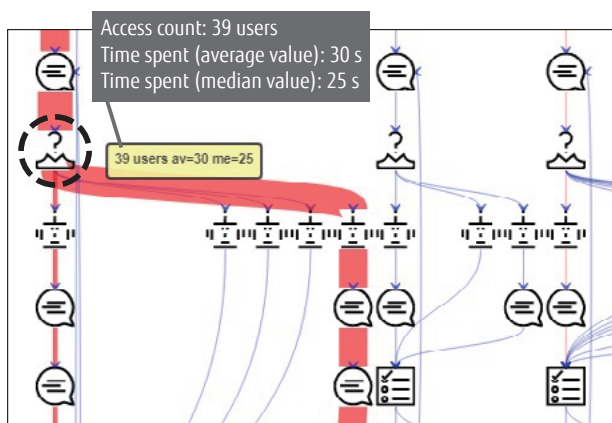 Access count: 39 users
Time spent (average value): 30 s
Time spent (median value): 25 s
?
?
?
39 users av=30 me=25